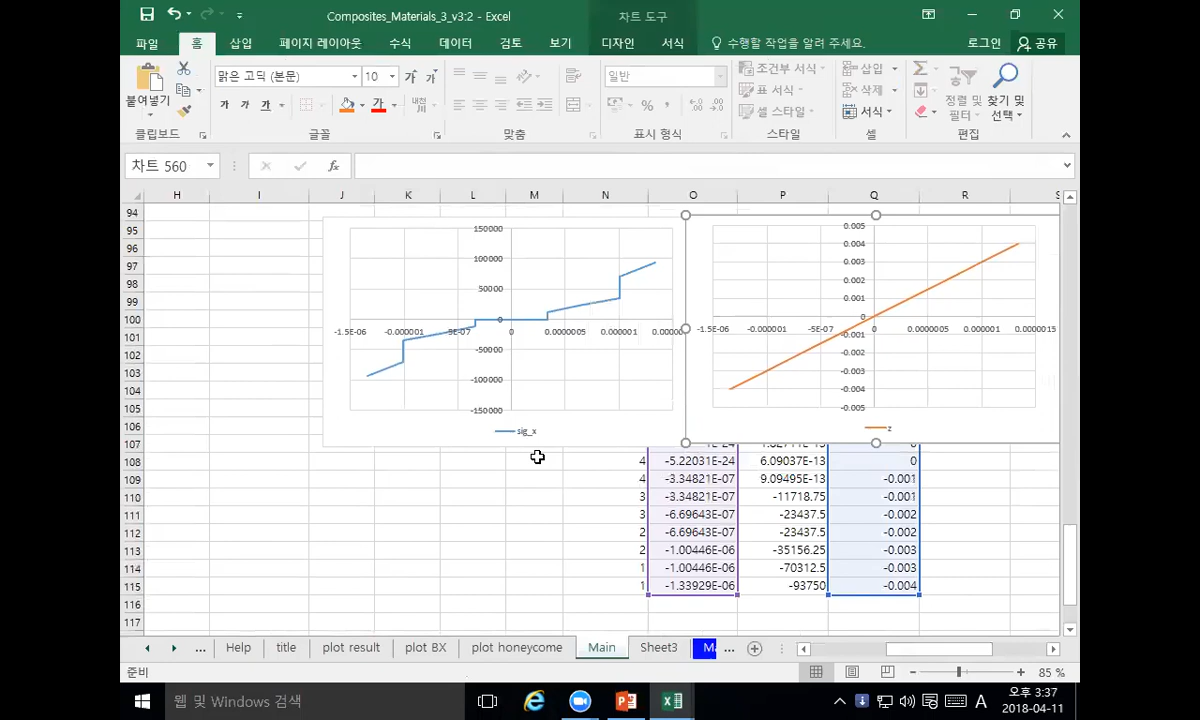 Composites_Materials_3_v3:2 - Excel
차트 도구
파일 홈 삽입 페이지 레이아웃 수식 데이터 검토 보기 디자인 서식 수행할 작업을 알려 주세요. 로그인 공유
붙여넣기
맑은 고딕 (본문) 10
가 가
가 가 가
가
내천
일반
% ,
조건부 서식
표 서식
셀 스타일
삽입
삭제
서식
정렬 및 필터
찾기 및 선택
클립보드 글꼴 맞춤 표시 형식 스타일 셀 편집
차트 560
fx
H I J K L M N O P Q R S
94
95
96
97
98
99
100
101
102
103
104
105
106
107
108
109
110
111
112
113
114
115
116
117
150000
100000
50000
0
-50000
-100000
-150000
-1.5E-06 -0.000001 -5E-07 0 0.0000005 0.000001
sig_x
0.005
0.004
0.003
0.002
0.001
0
-0.001
-0.002
-0.003
-0.004
-0.005
-1.5E-06 -0.000001 -5E-07 0 0.0000005 0.000001 0.0000015
z
4 -5.22031E-24 6.09037E-13 0
4 -3.34821E-07 9.09495E-13 -0.001
3 -3.34821E-07 -11718.75 -0.001
3 -6.69643E-07 -23437.5 -0.002
2 -6.69643E-07 -23437.5 -0.002
2 -1.00446E-06 -35156.25 -0.003
1 -1.00446E-06 -70312.5 -0.003
1 -1.33929E-06 -93750 -0.004
... Help title plot result plot BX plot honeycome Main Sheet3 Ma ...
준비
85 %
웹 및 Windows 검색
A
오후 3:37
2018-04-11